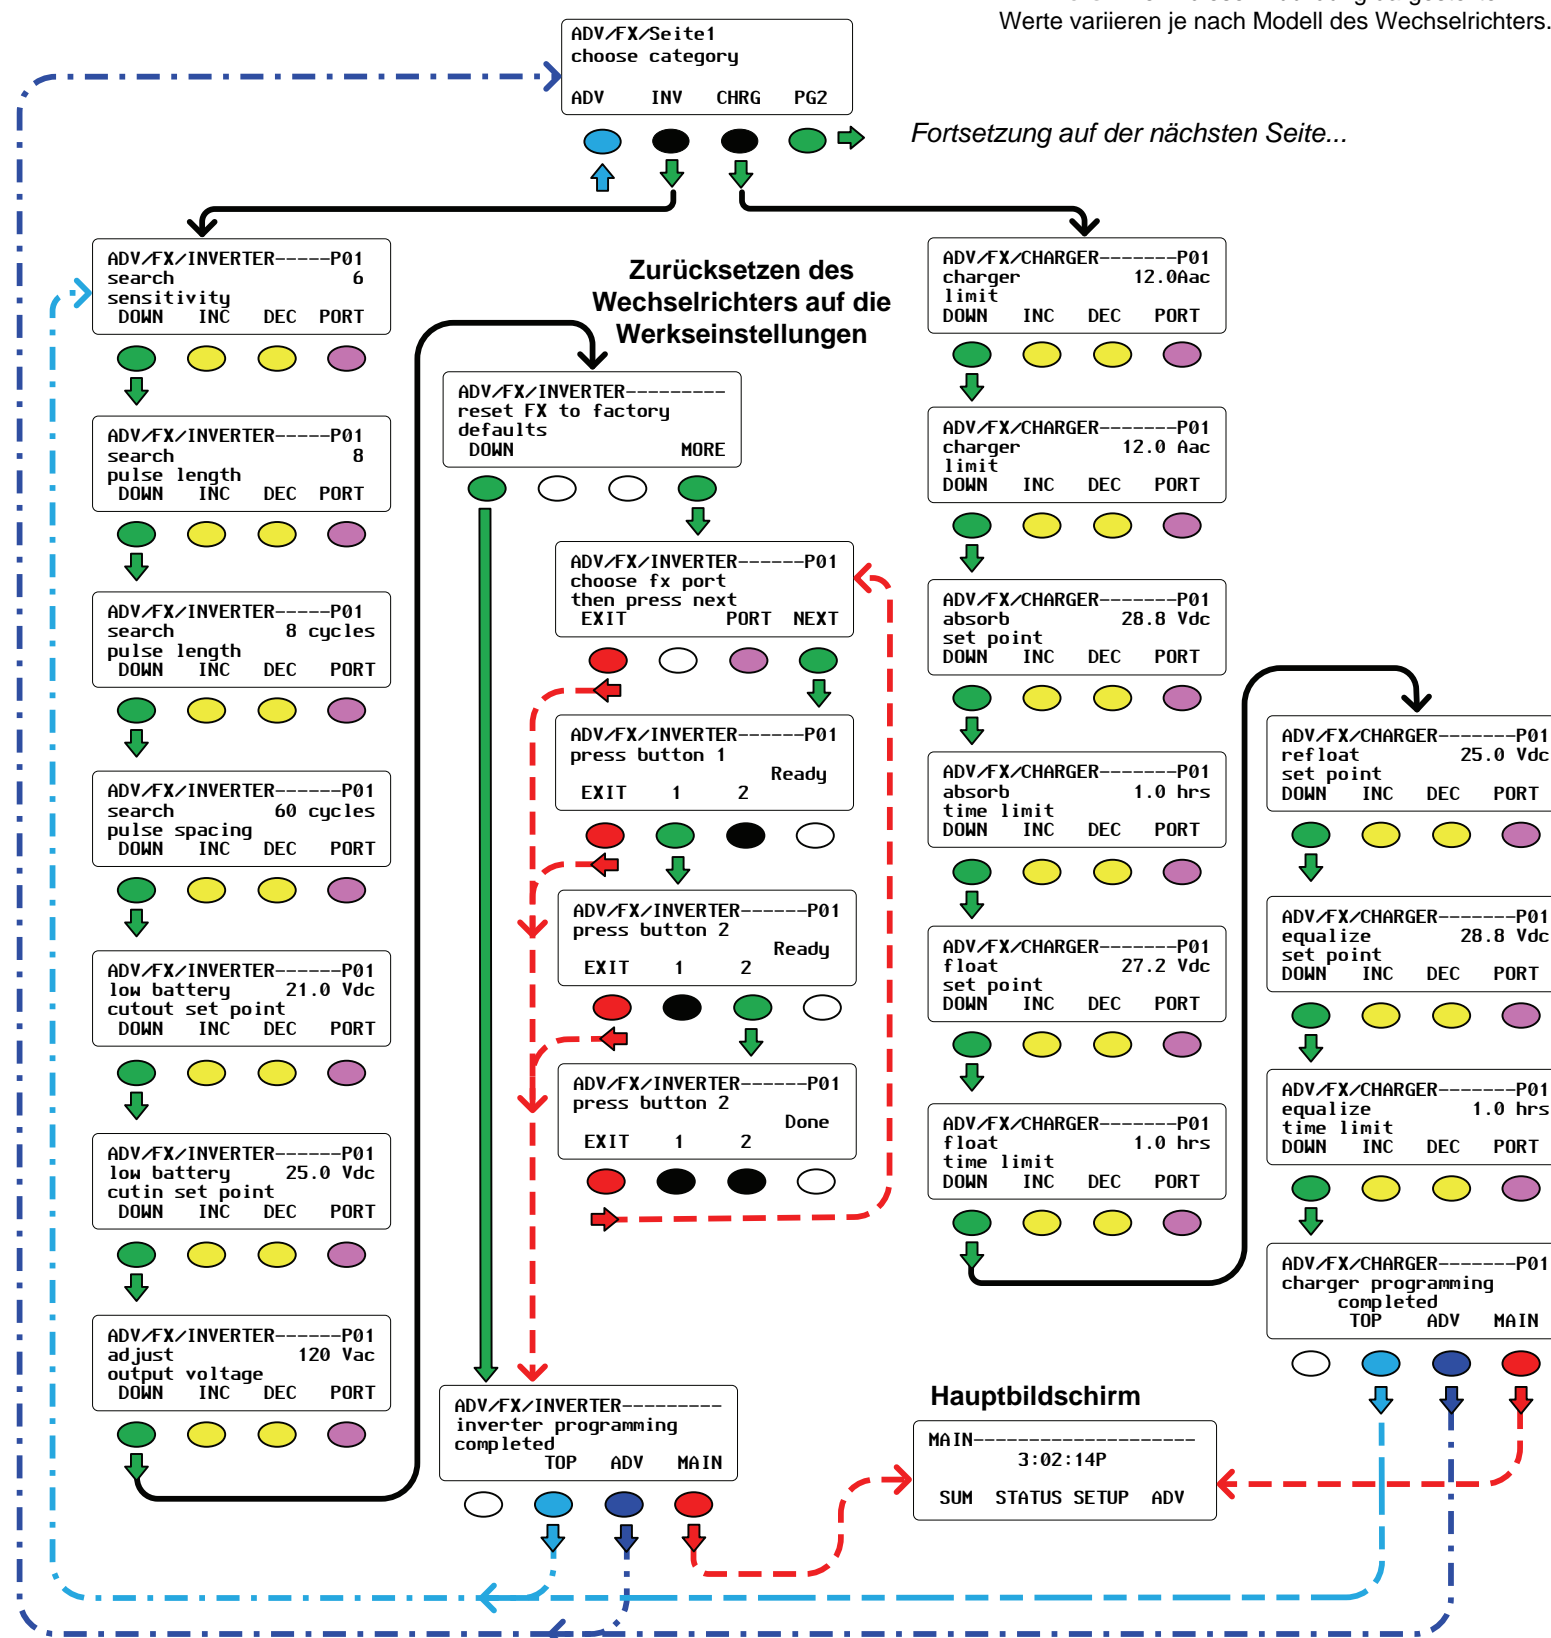 Werte variieren je nach Modell des Wechselrichters.
ADV/FX/Seite1
choose category
ADV INV CHRG PG2
Fortsetzung auf der nächsten Seite...
ADV/FX/INVERTER-----P01
search 6
sensitivity
DOWN INC DEC PORT
ADV/FX/INVERTER-----P01
search 8
pulse length
DOWN INC DEC PORT
ADV/FX/INVERTER-----P01
search 8 cycles
pulse length
DOWN INC DEC PORT
ADV/FX/INVERTER------P01
search 60 cycles
pulse spacing
DOWN INC DEC PORT
ADV/FX/INVERTER------P01
low battery 21.0 Vdc
cutout set point
DOWN INC DEC PORT
ADV/FX/INVERTER------P01
low battery 25.0 Vdc
cutin set point
DOWN INC DEC PORT
ADV/FX/INVERTER------P01
adjust 120 Vac
output voltage
DOWN INC DEC PORT
Zurücksetzen des
Wechselrichters auf die
Werkseinstellungen
ADV/FX/INVERTER---------
reset FX to factory
defaults
DOWN MORE
ADV/FX/INVERTER------P01
choose fx port
then press next
EXIT PORT NEXT
ADV/FX/INVERTER------P01
press button 1
Ready
EXIT 1 2
ADV/FX/INVERTER------P01
press button 2
Ready
EXIT 1 2
ADV/FX/INVERTER------P01
press button 2
Done
EXIT 1 2
ADV/FX/INVERTER---------
inverter programming
completed
TOP ADV MAIN
ADV/FX/CHARGER-------P01
charger 12.0Aac
limit
DOWN INC DEC PORT
ADV/FX/CHARGER-------P01
charger 12.0 Aac
limit
DOWN INC DEC PORT
ADV/FX/CHARGER-------P01
absorb 28.8 Vdc
set point
DOWN INC DEC PORT
ADV/FX/CHARGER-------P01
absorb 1.0 hrs
time limit
DOWN INC DEC PORT
ADV/FX/CHARGER-------P01
float 27.2 Vdc
set point
DOWN INC DEC PORT
ADV/FX/CHARGER-------P01
float 1.0 hrs
time limit
DOWN INC DEC PORT
ADV/FX/CHARGER-------P01
refloat 25.0 Vdc
set point
DOWN INC DEC PORT
ADV/FX/CHARGER-------P01
equalize 28.8 Vdc
set point
DOWN INC DEC PORT
ADV/FX/CHARGER-------P01
equalize 1.0 hrs
time limit
DOWN INC DEC PORT
ADV/FX/CHARGER-------P01
charger programming
completed
TOP ADV MAIN
Hauptbildschirm
MAIN--------------------
3:02:14P
SUM STATUS SETUP ADV